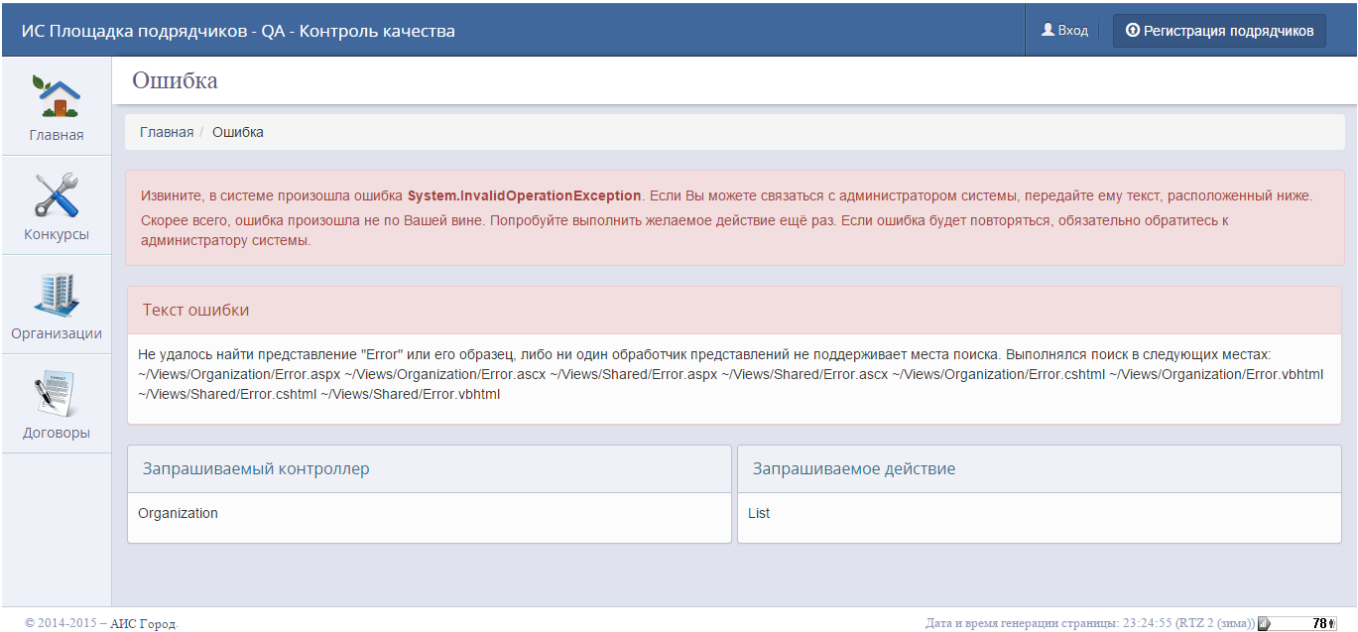 ИС Площадка подрядчиков - QA - Контроль качества
Вход
Регистрация подрядчиков
Главная
Конкурсы
Организации
Договоры
Ошибка
Главная / Ошибка
Извините, в системе произошла ошибка System.InvalidOperationException. Если Вы можете связаться с администратором системы, передайте ему текст, расположенный ниже.
Скорее всего, ошибка произошла не по Вашей вине. Попробуйте выполнить желаемое действие ещё раз. Если ошибка будет повторяться, обязательно обратитесь к
администратору системы.
Текст ошибки
Не удалось найти представление "Error" или его образец, либо ни один обработчик представлений не поддерживает места поиска. Выполнялся поиск в следующих местах:
~/Views/Organization/Error.aspx ~/Views/Organization/Error.ascx ~/Views/Shared/Error.aspx ~/Views/Shared/Error.ascx ~/Views/Organization/Error.cshtml ~/Views/Organization/Error.vbhtml
~/Views/Shared/Error.cshtml ~/Views/Shared/Error.vbhtml
Запрашиваемый контроллер
Organization
Запрашиваемое действие
List
© 2014-2015 – АИС Город.
Дата и время генерации страницы: 23:24:55 (RTZ 2 (зима))
78